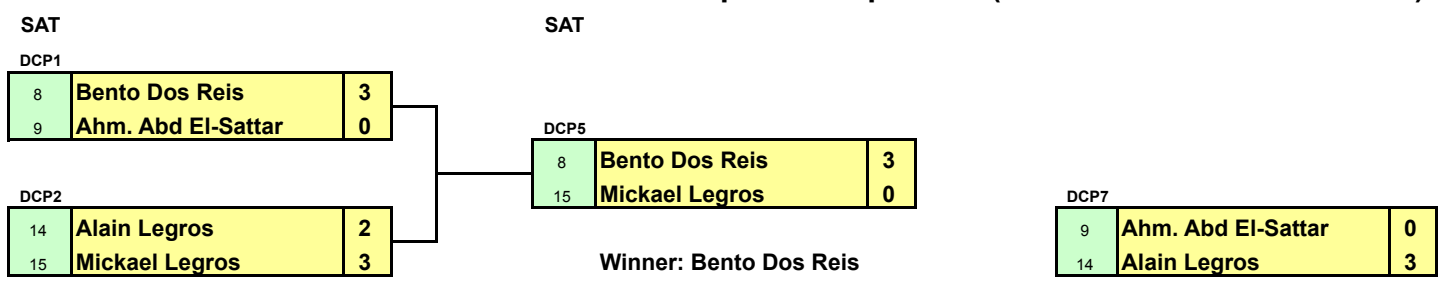 SAT
SAT
DCP1
8 Bento Dos Reis 3
9 Ahm. Abd El-Sattar 0
DCP5
8 Bento Dos Reis 3
15 Mickael Legros 0
DCP2
14 Alain Legros 2
15 Mickael Legros 3
Winner: Bento Dos Reis
DCP7
9 Ahm. Abd El-Sattar 0
14 Alain Legros 3